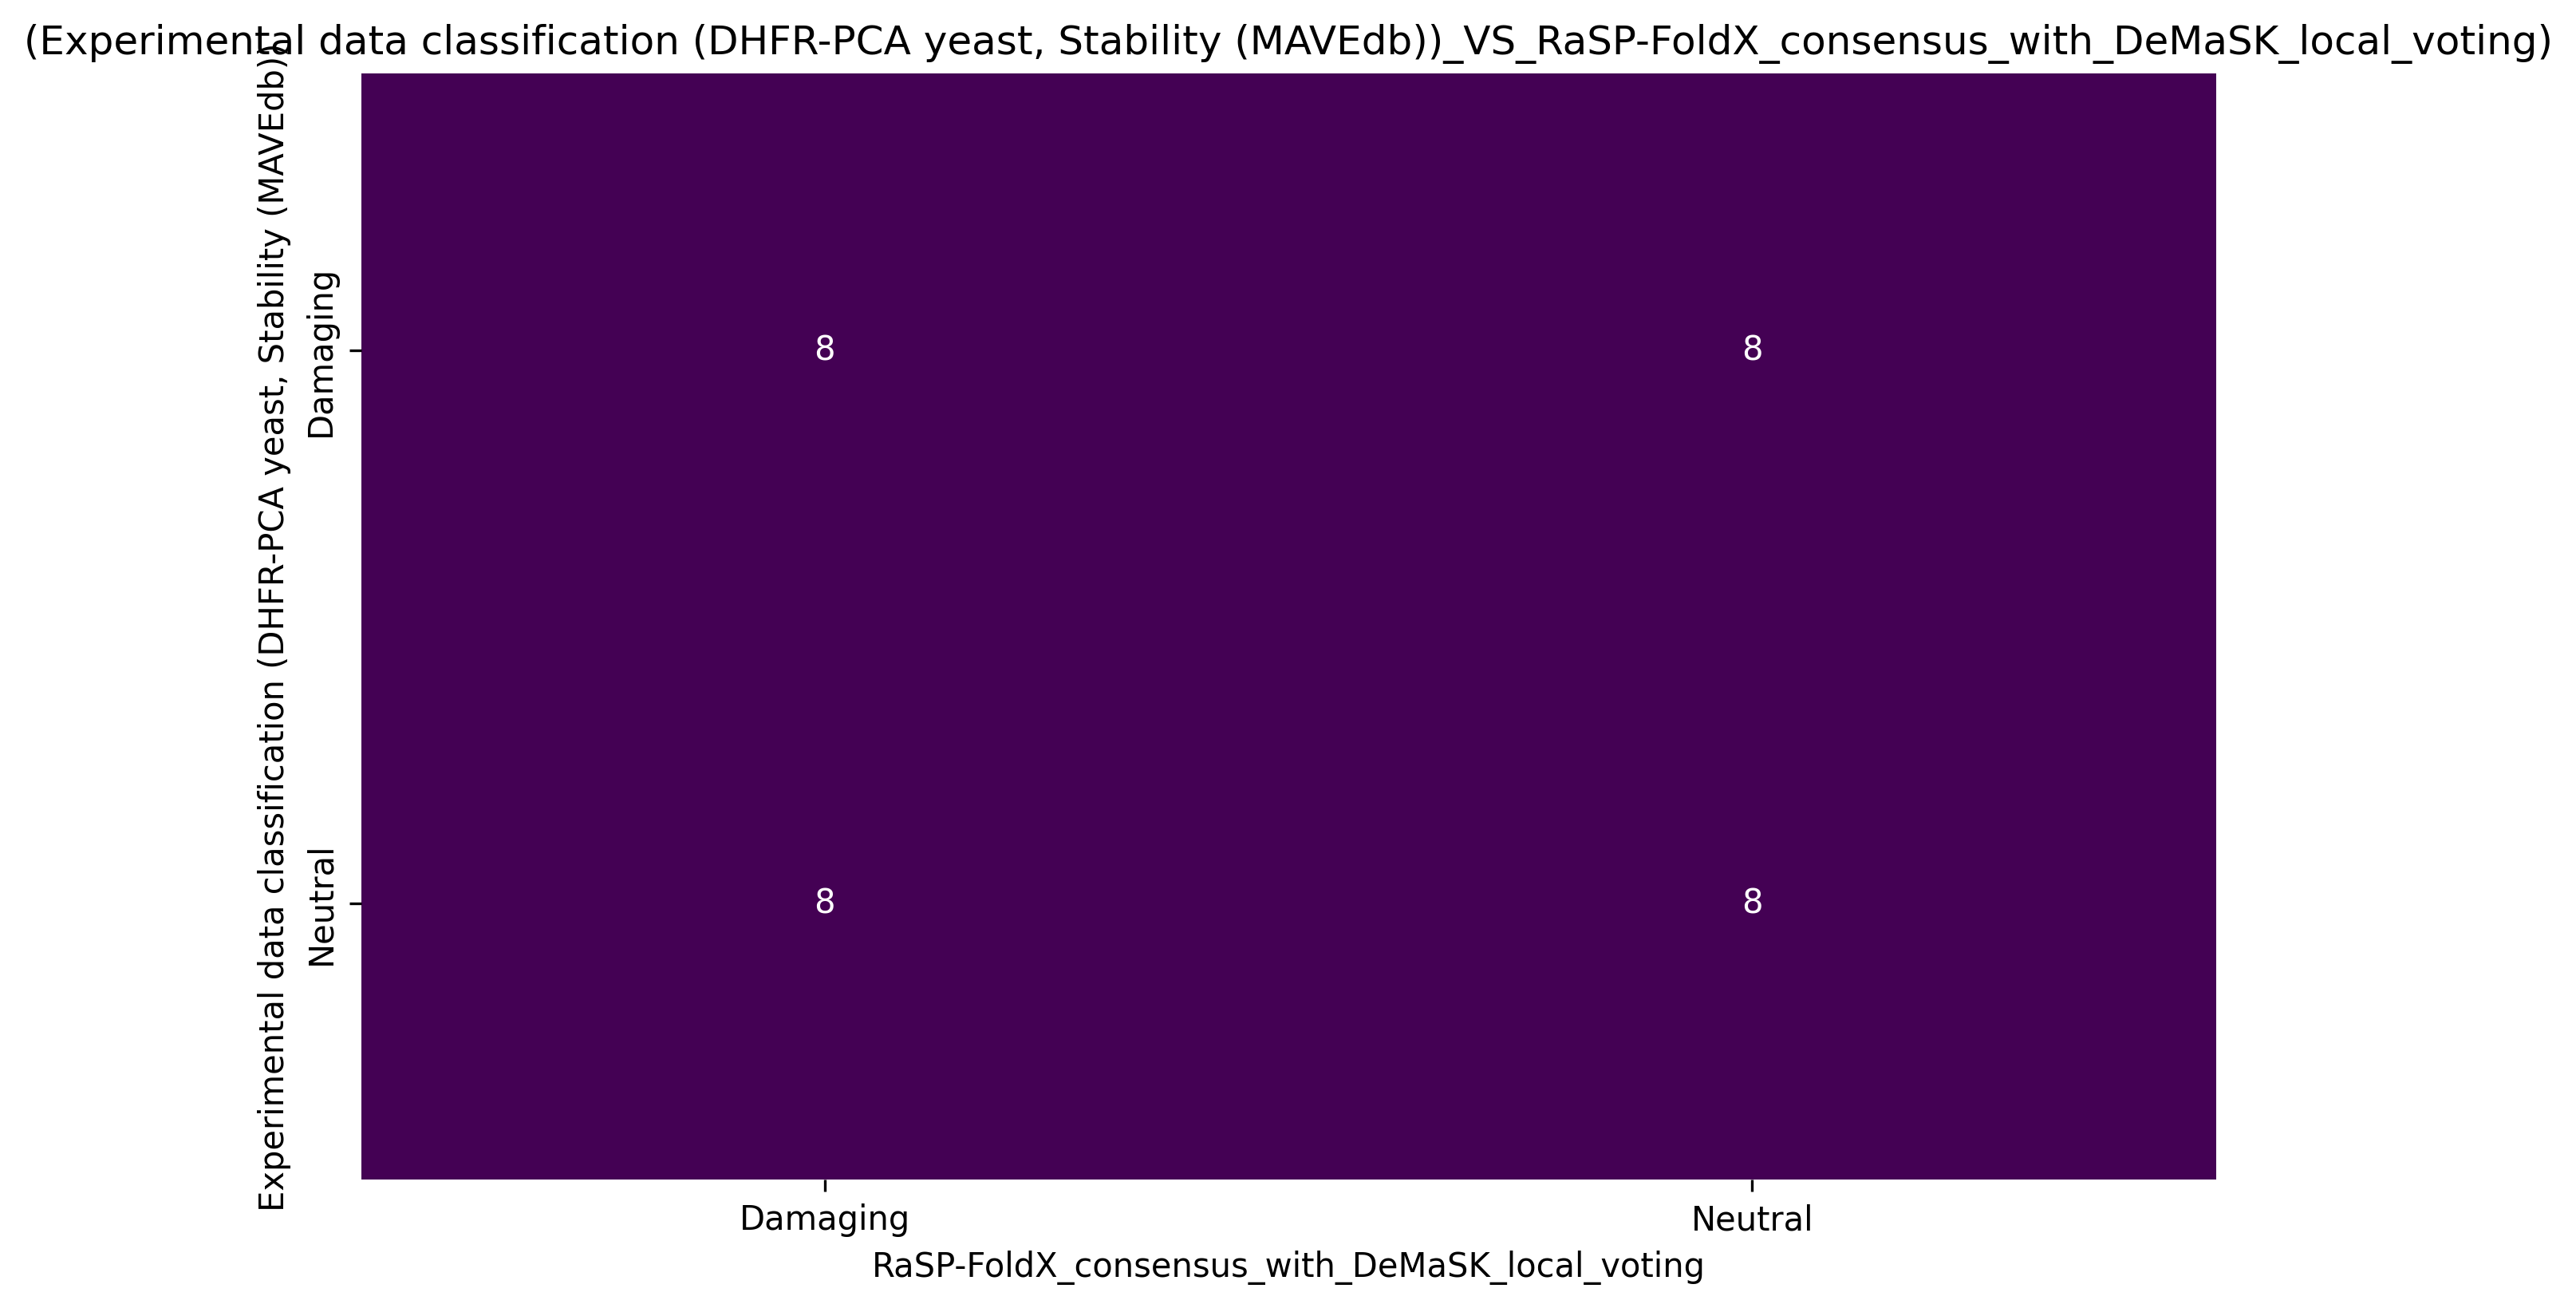 (Experimental data classification (DHFR-PCA yeast, Stability (MAVEdb))_VS_RaSP-FoldX_consensus_with_DeMaSK_local_voting)
Experimental data classification (DHFR-PCA yeast, Stability (MAVEdb))
Damaging
8
8
Neutral
8
8
Damaging
Neutral
RaSP-FoldX_consensus_with_DeMaSK_local_voting